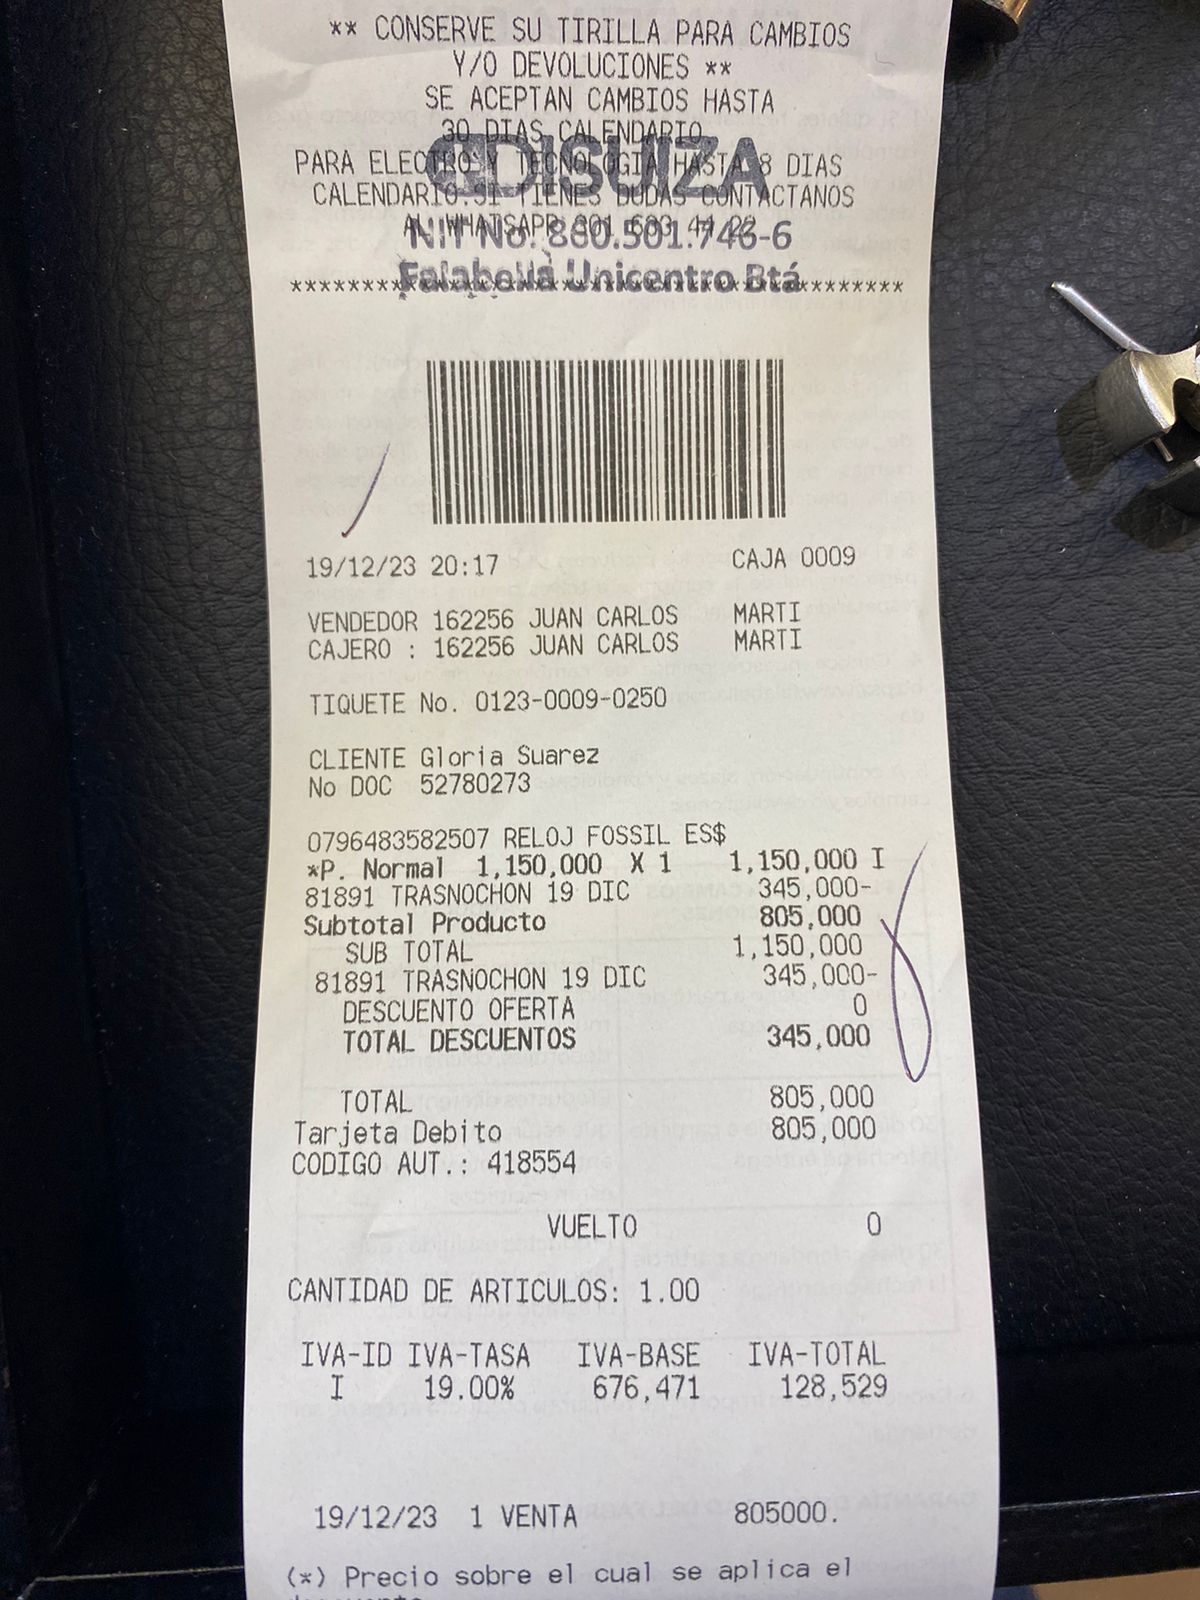 ** CONSERVE SU TIRILLA PARA CAMBIOS
Y/O DEVOLUCIONES **
SE ACEPTAN CAMBIOS HASTA
30 DIAS CALENDARIO
PARA ELECTRO Y TECNOLOGIA HASTA 8 DIAS
EDISUIZA
CALENDARIO.SI TIENES DUDAS CONTACTANOS
AL WHATSAPP 301
NIT No. 860.501.746-6
Falabella Unicentro Btá
******************************************
19/12/23 20:17 CAJA 0009
VENDEDOR 162256 JUAN CARLOS MARTI
CAJERO : 162256 JUAN CARLOS MARTI
TIQUETE No. 0123-0009-0250
CLIENTE Gloria Suarez
No DOC 52780273
0796483582507 RELOJ FOSSIL ES$
*P. Normal 1,150,000 X 1 1,150,000 I
81891 TRASNOCHON 19 DIC 345,000-
Subtotal Producto 805,000
SUB TOTAL 1,150,000
81891 TRASNOCHON 19 DIC 345,000-
DESCUENTO OFERTA 0
TOTAL DESCUENTOS 345,000
TOTAL 805,000
Tarjeta Debito 805,000
CODIGO AUT.: 418554
VUELTO 0
CANTIDAD DE ARTICULOS: 1.00
IVA-ID IVA-TASA IVA-BASE IVA-TOTAL
I 19.00% 676,471 128,529
19/12/23 1 VENTA 805000.
(*) Precio sobre el cual se aplica el